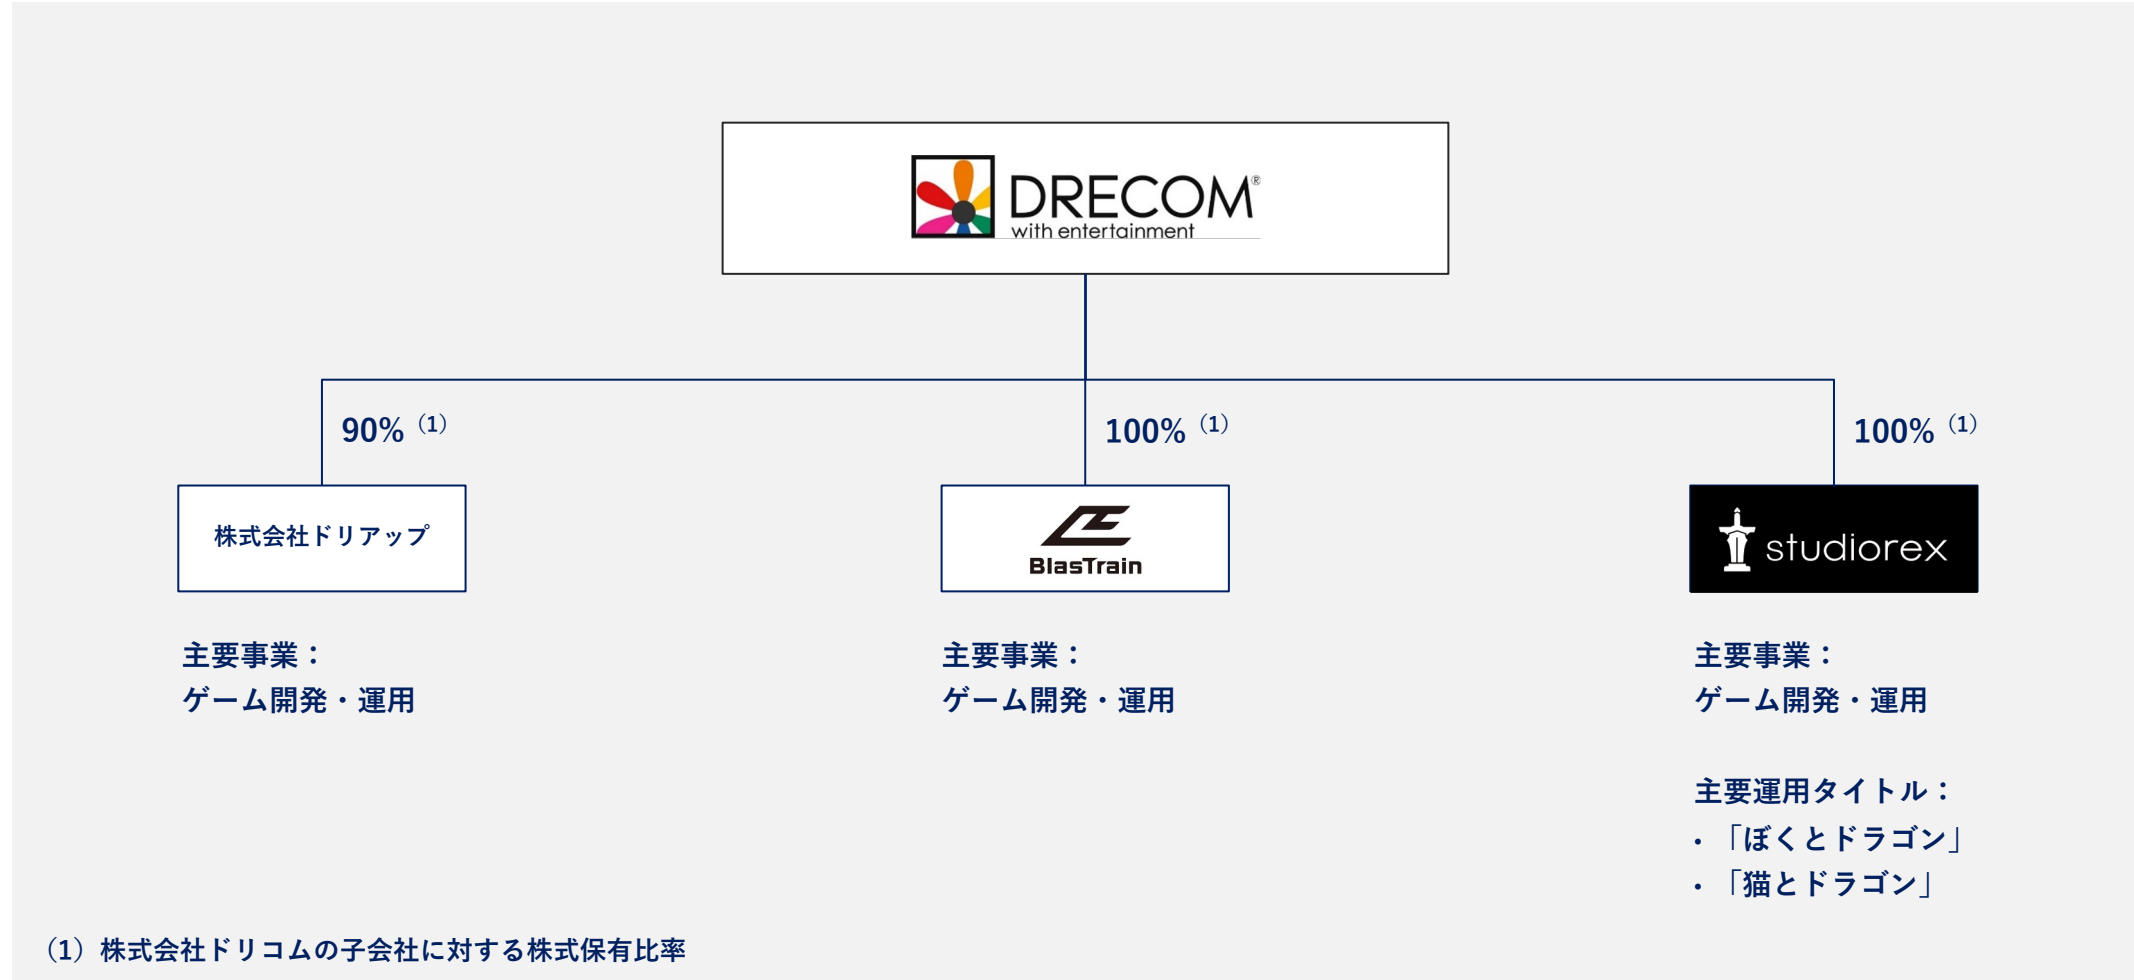 DRECOM®
with entertainment
90%（1）
100%（1）
100%（1）
株式会社ドリアップ
BlasTrain
studiorex
主要事業：
ゲーム開発・運用
主要事業：
ゲーム開発・運用
主要事業：
ゲーム開発・運用
主要運用タイトル：
・「ぼくとドラゴン」
・「猫とドラゴン」
（1）株式会社ドリコムの子会社に対する株式保有比率